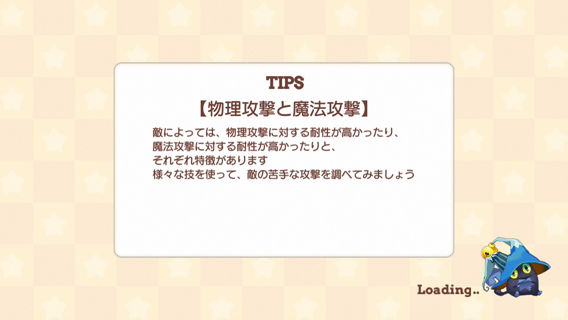 TIPS
【物理攻撃と魔法攻撃】
敵によっては、物理攻撃に対する耐性が高かったり、
魔法攻撃に対する耐性が高かったりと、
それぞれ特徴があります
様々な技を使って、敵の苦手な攻撃を調べてみましょう
Loading..